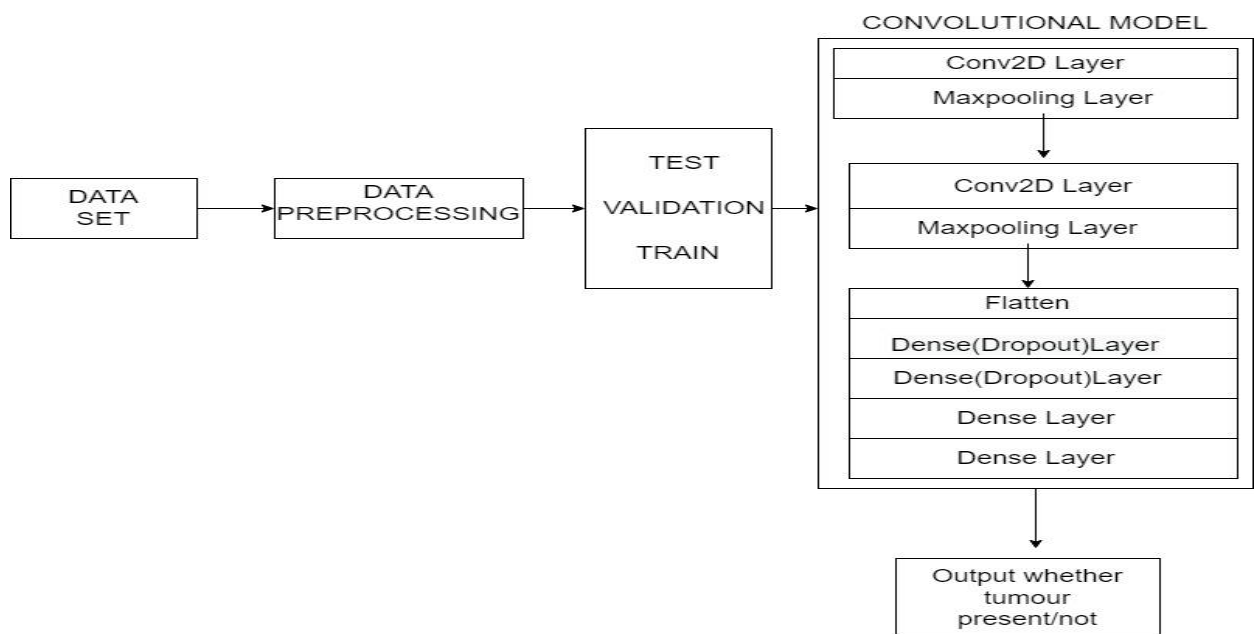 DATA
SET
DATA
PREPROCESSING
TEST
VALIDATION
TRAIN
CONVOLUTIONAL MODEL
Conv2D Layer
Maxpooling Layer
Conv2D Layer
Maxpooling Layer
Flatten
Dense(Dropout)Layer
Dense(Dropout)Layer
Dense Layer
Dense Layer
Output whether
tumour
present/not